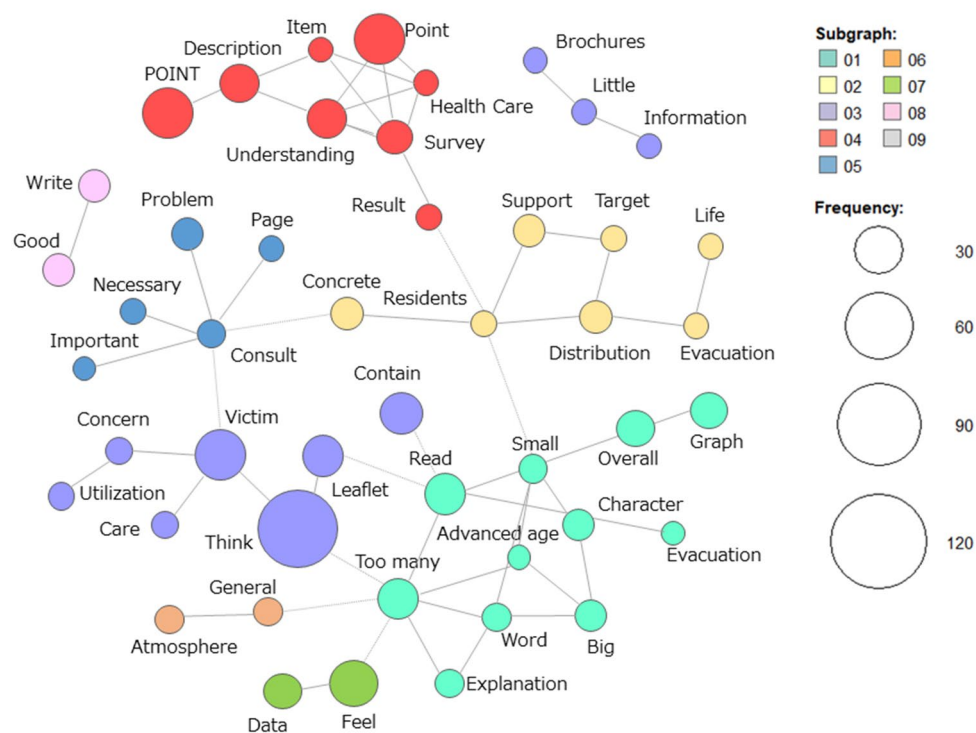 Item
Point
Description
POINT
Health Care
Understanding
Survey
Brochures
Little
Information
Subgraph:
01 06
02 07
03 08
04 09
05
Write
Good
Problem
Page
Result
Support
Target
Life
Frequency:
30
60
90
120
Necessary
Important
Consult
Concrete
Residents
Distribution
Evacuation
Contain
Concern
Victim
Utilization
Care
Think
Leaflet
Read
Small
Overall
Graph
Advanced age
Character
Evacuation
Too many
General
Atmosphere
Word
Big
Explanation
Data
Feel